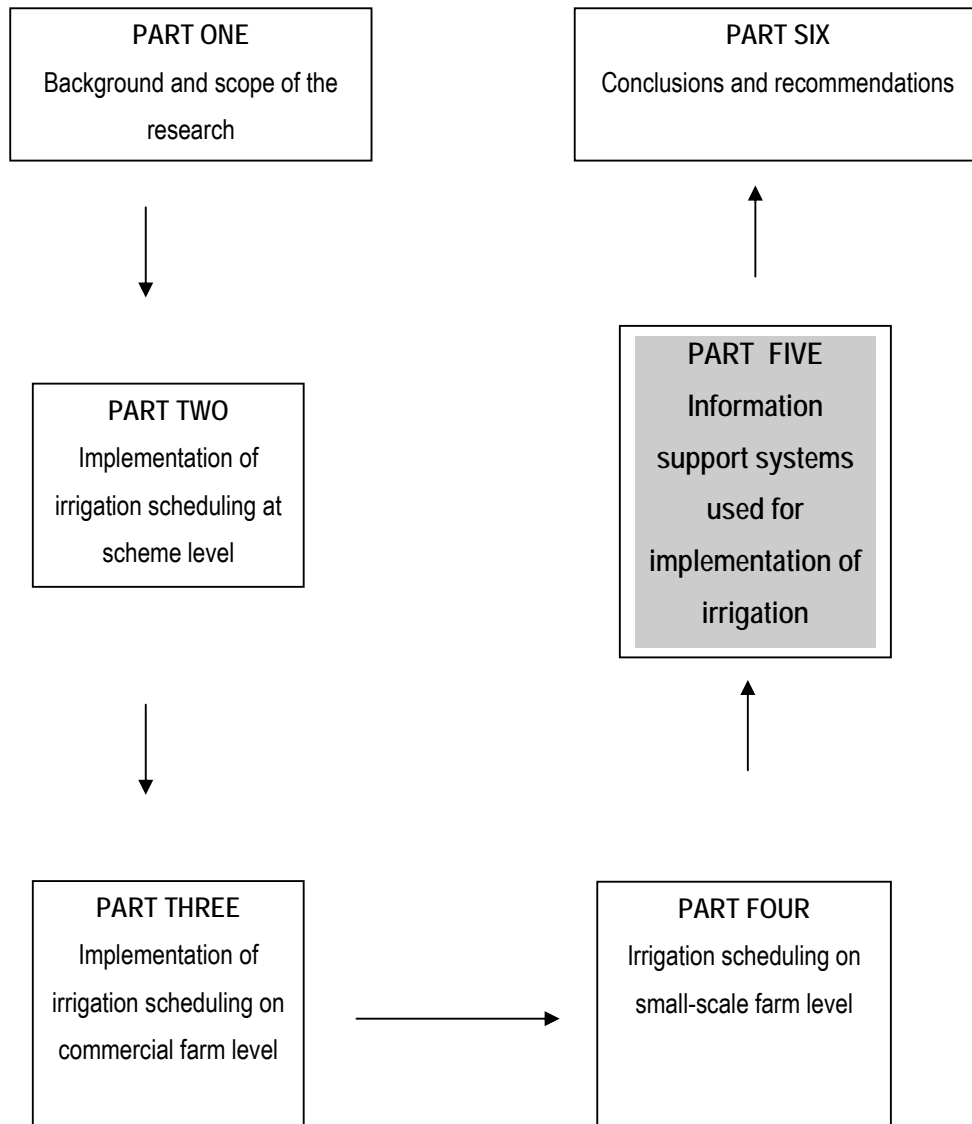 PART ONE
Background and scope of the
research
PART TWO
Implementation of
irrigation scheduling at
scheme level
PART THREE
Implementation of
irrigation scheduling on
commercial farm level
PART FOUR
Irrigation scheduling on
small-scale farm level
PART FIVE
Information
support systems
used for
implementation of
irrigation
PART SIX
Conclusions and recommendations